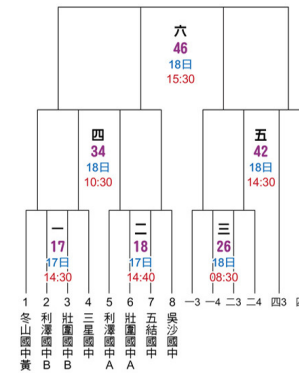 六
46
18日
15:30
四
34
18日
10:30
五
42
18日
14:30
一
17
17日
14:30
二
18
17日
14:40
三
26
18日
08:30
1 2 3 4 5 6 7 8 一3 一4 二3 二4 四3
冬山國中黃
利澤國中B
壯圍國中B
三星國中
利澤國中A
壯圍國中A
五結國中
吳沙國中